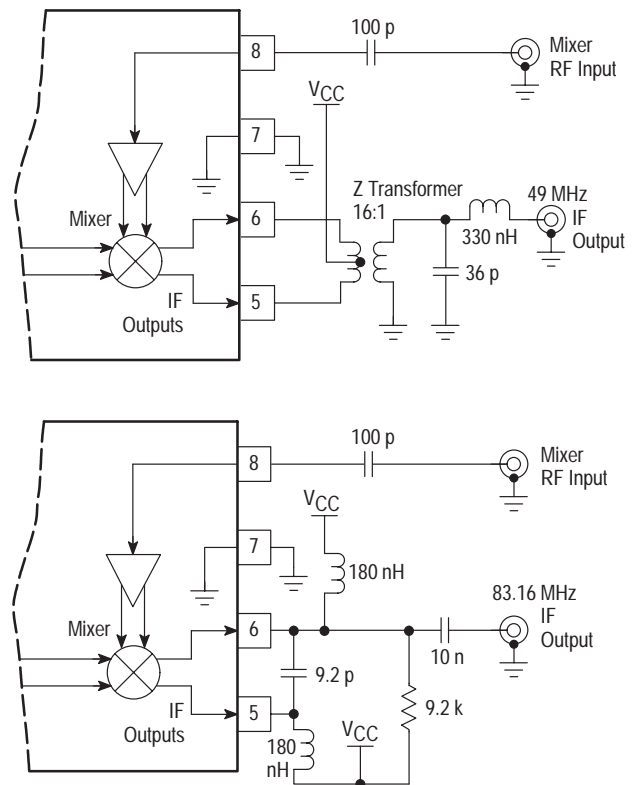 100 p
8
Mixer
RF Input
VCC
7
Z Transformer
16:1
49 MHz
IF
Output
Mixer
6
330 nH
36 p
5
IF
Outputs
100 p
8
Mixer
RF Input
VCC
7
180 nH
83.16 MHz
IF
Output
Mixer
6
10 n
9.2 p
9.2 k
5
IF
Outputs
180
nH
VCC